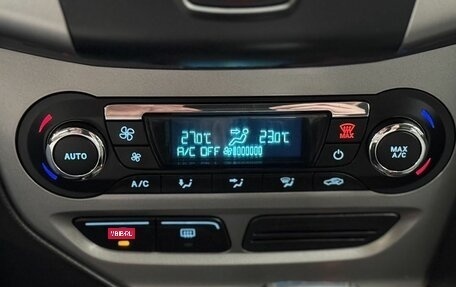 27.0°C 23.0°C
A/C OFF
MAX
AUTO
MAX A/C
A/C